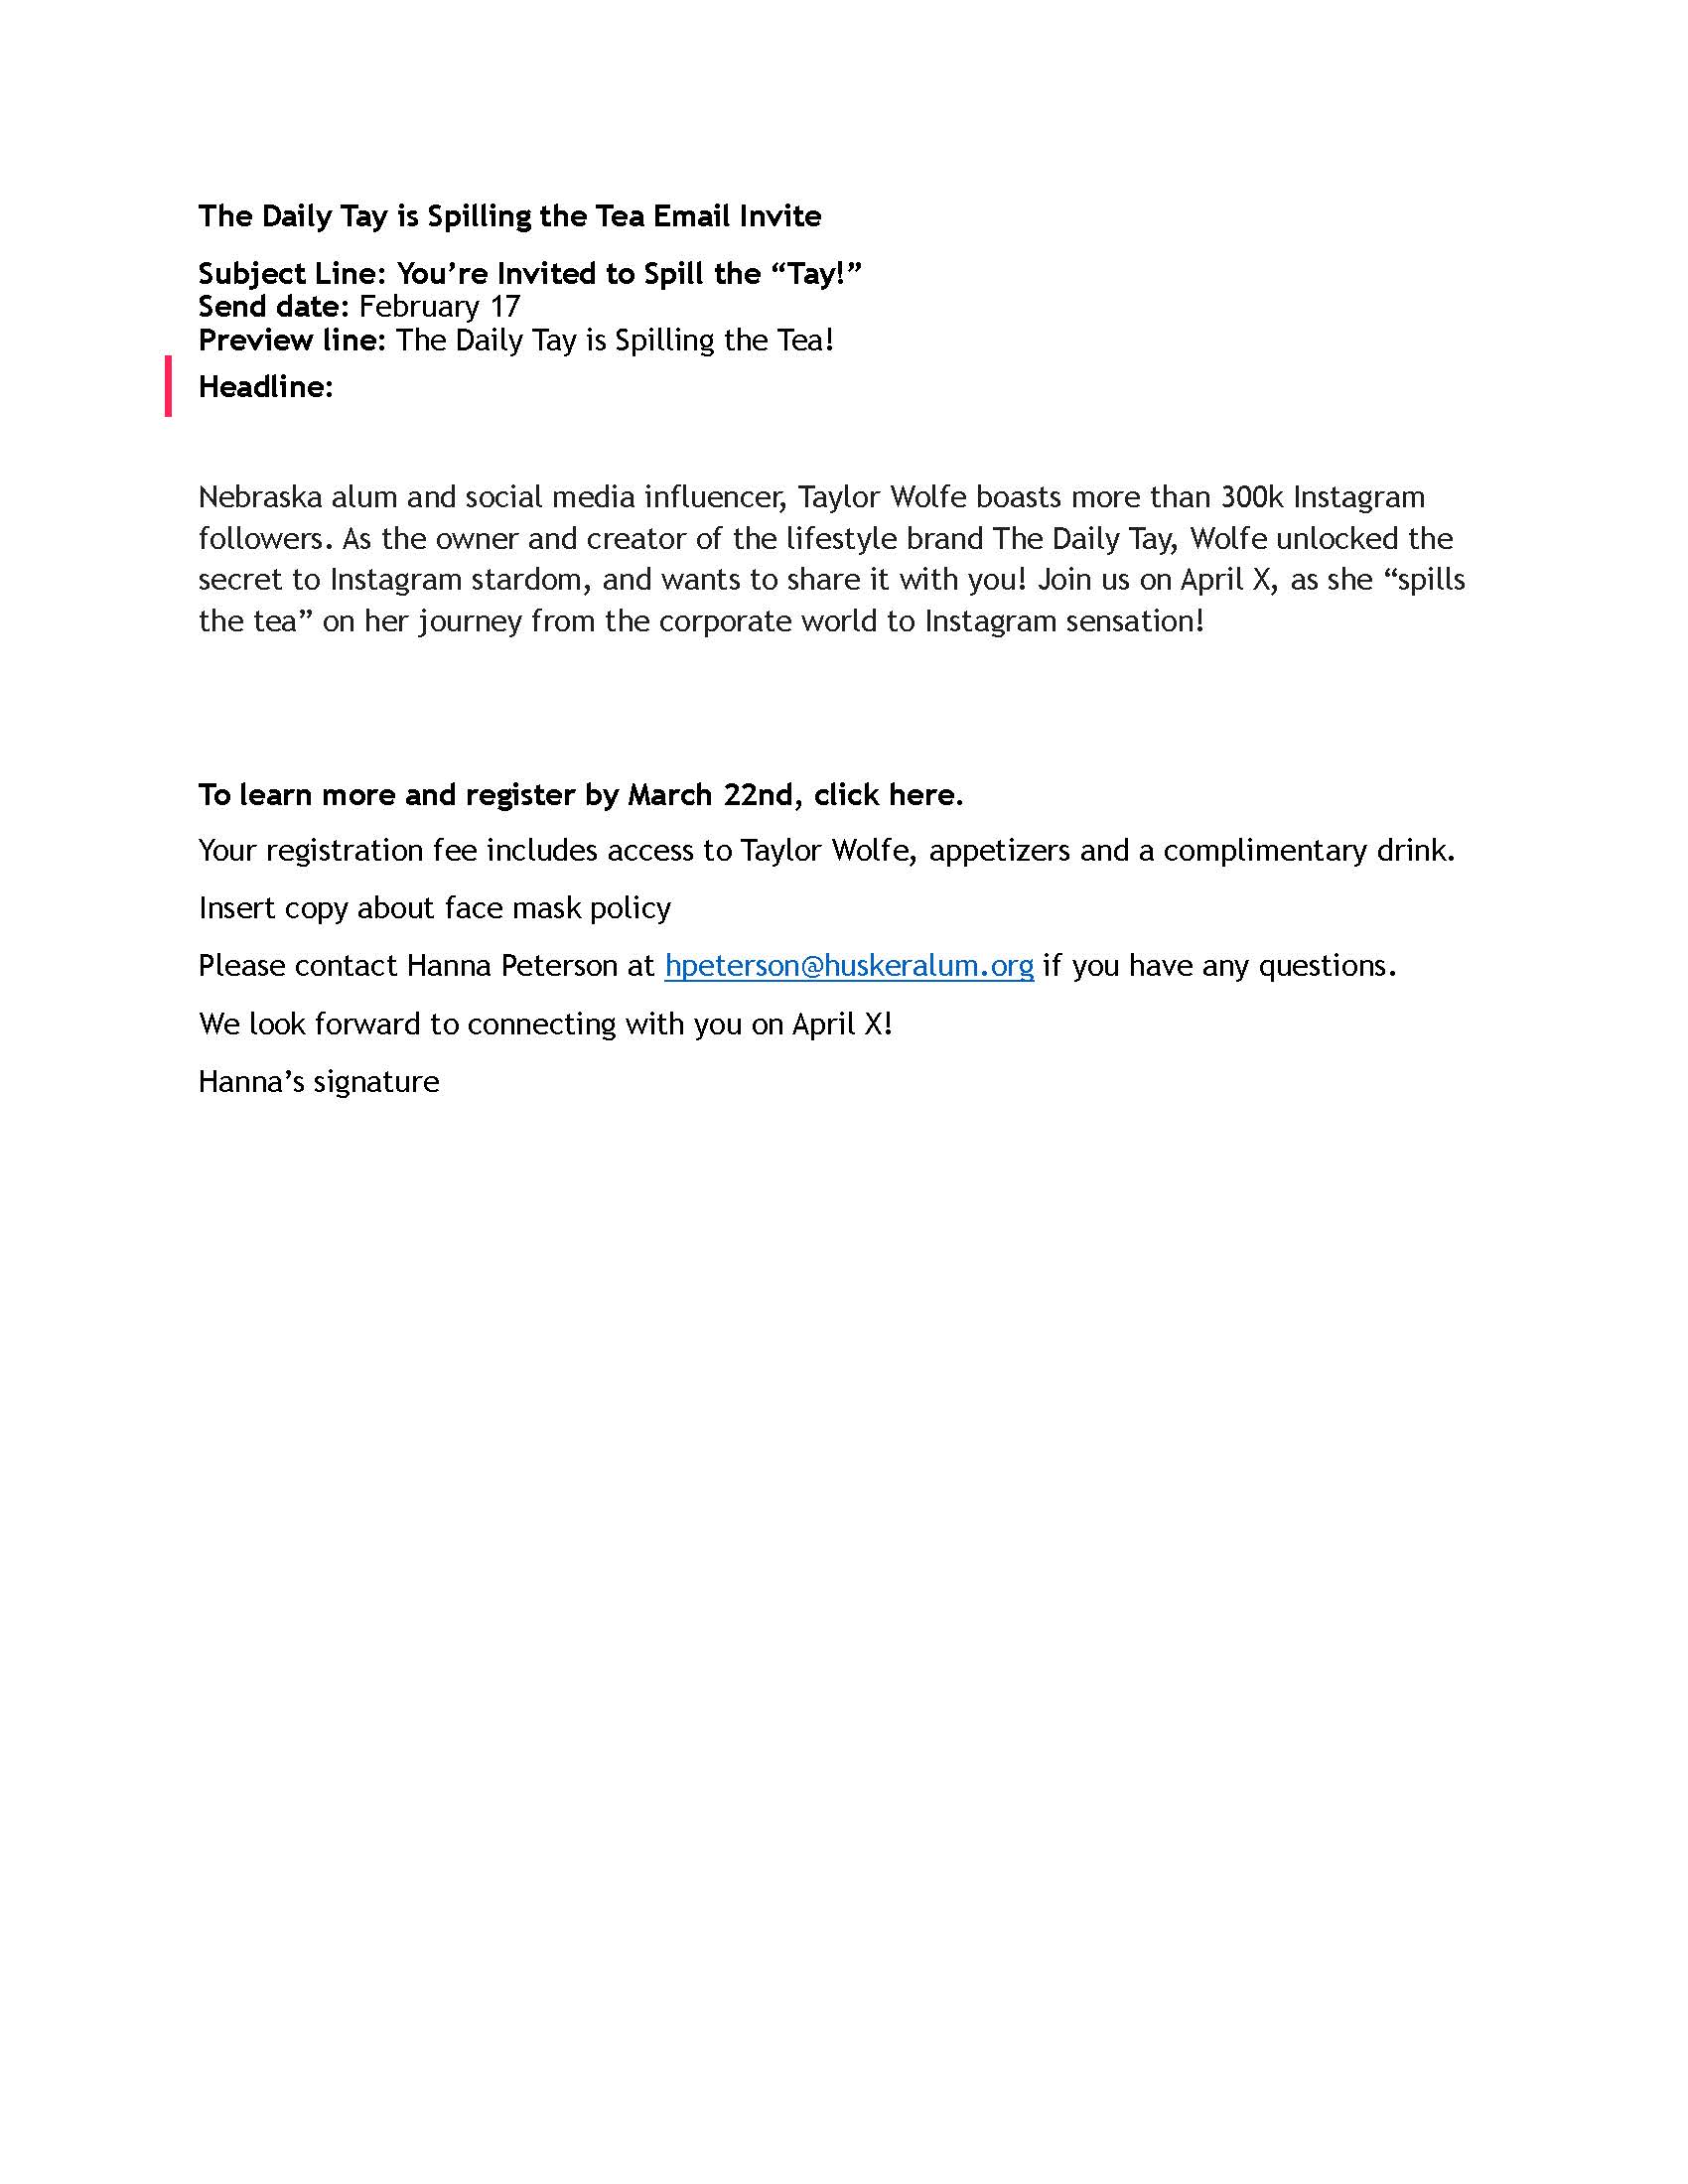 The Daily Tay is Spilling the Tea Email Invite
Subject Line: You’re Invited to Spill the “Tay!”
Send date: February 17
Preview line: The Daily Tay is Spilling the Tea!
Headline:
Nebraska alum and social media influencer, Taylor Wolfe boasts more than 300k Instagram
followers. As the owner and creator of the lifestyle brand The Daily Tay, Wolfe unlocked the
secret to Instagram stardom, and wants to share it with you! Join us on April X, as she “spills
the tea” on her journey from the corporate world to Instagram sensation!
To learn more and register by March 22nd, click here.
Your registration fee includes access to Taylor Wolfe, appetizers and a complimentary drink.
Insert copy about face mask policy
Please contact Hanna Peterson at hpeterson@huskeralum.org if you have any questions.
We look forward to connecting with you on April X!
Hanna’s signature